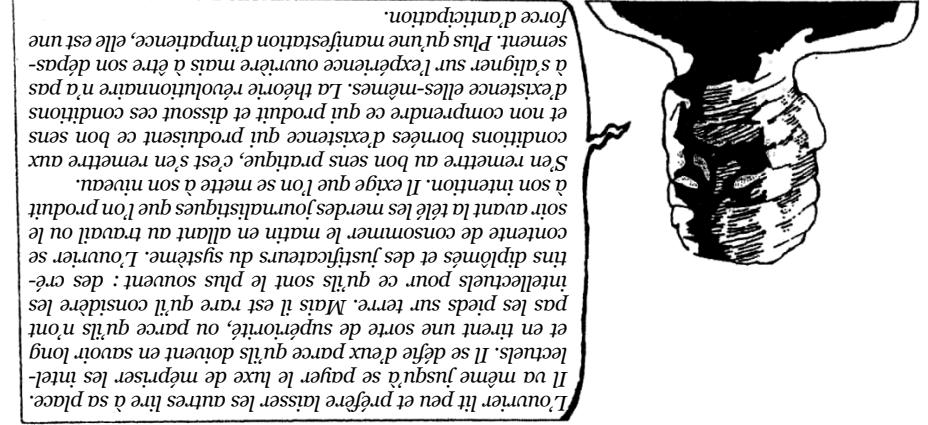 L'ouvrier lit peu et préfère laisser les autres lire à sa place.
Il va même jusqu'à se payer le luxe de mépriser les intel-
lectuels. Il se défie d'eux parce qu'ils doivent en savoir long
et en tirent une sorte de supériorité, ou parce qu'ils n'ont
pas les pieds sur terre. Mais il est rare qu'il considère les
intellectuels pour ce qu'ils sont le plus souvent : des cré-
tins diplômés et des justificateurs du système. L'ouvrier se
contente de consommer le matin en allant au travail ou le
soir avant la télé les merdes journalistiques que l'on produit
à son intention. Il exige que l'on se mette à son niveau.
S'en remettre au bon sens pratique, c'est s'en remettre aux
conditions bornées d'existence qui produisent ce bon sens
et non comprendre ce qui produit et dissout ces conditions
d'existence elles-mêmes. La théorie révolutionnaire n'a pas
à s'aligner sur l'expérience ouvrière mais à être son dépas-
sement. Plus qu'une manifestation d'impatience, elle est une
force d'anticipation.